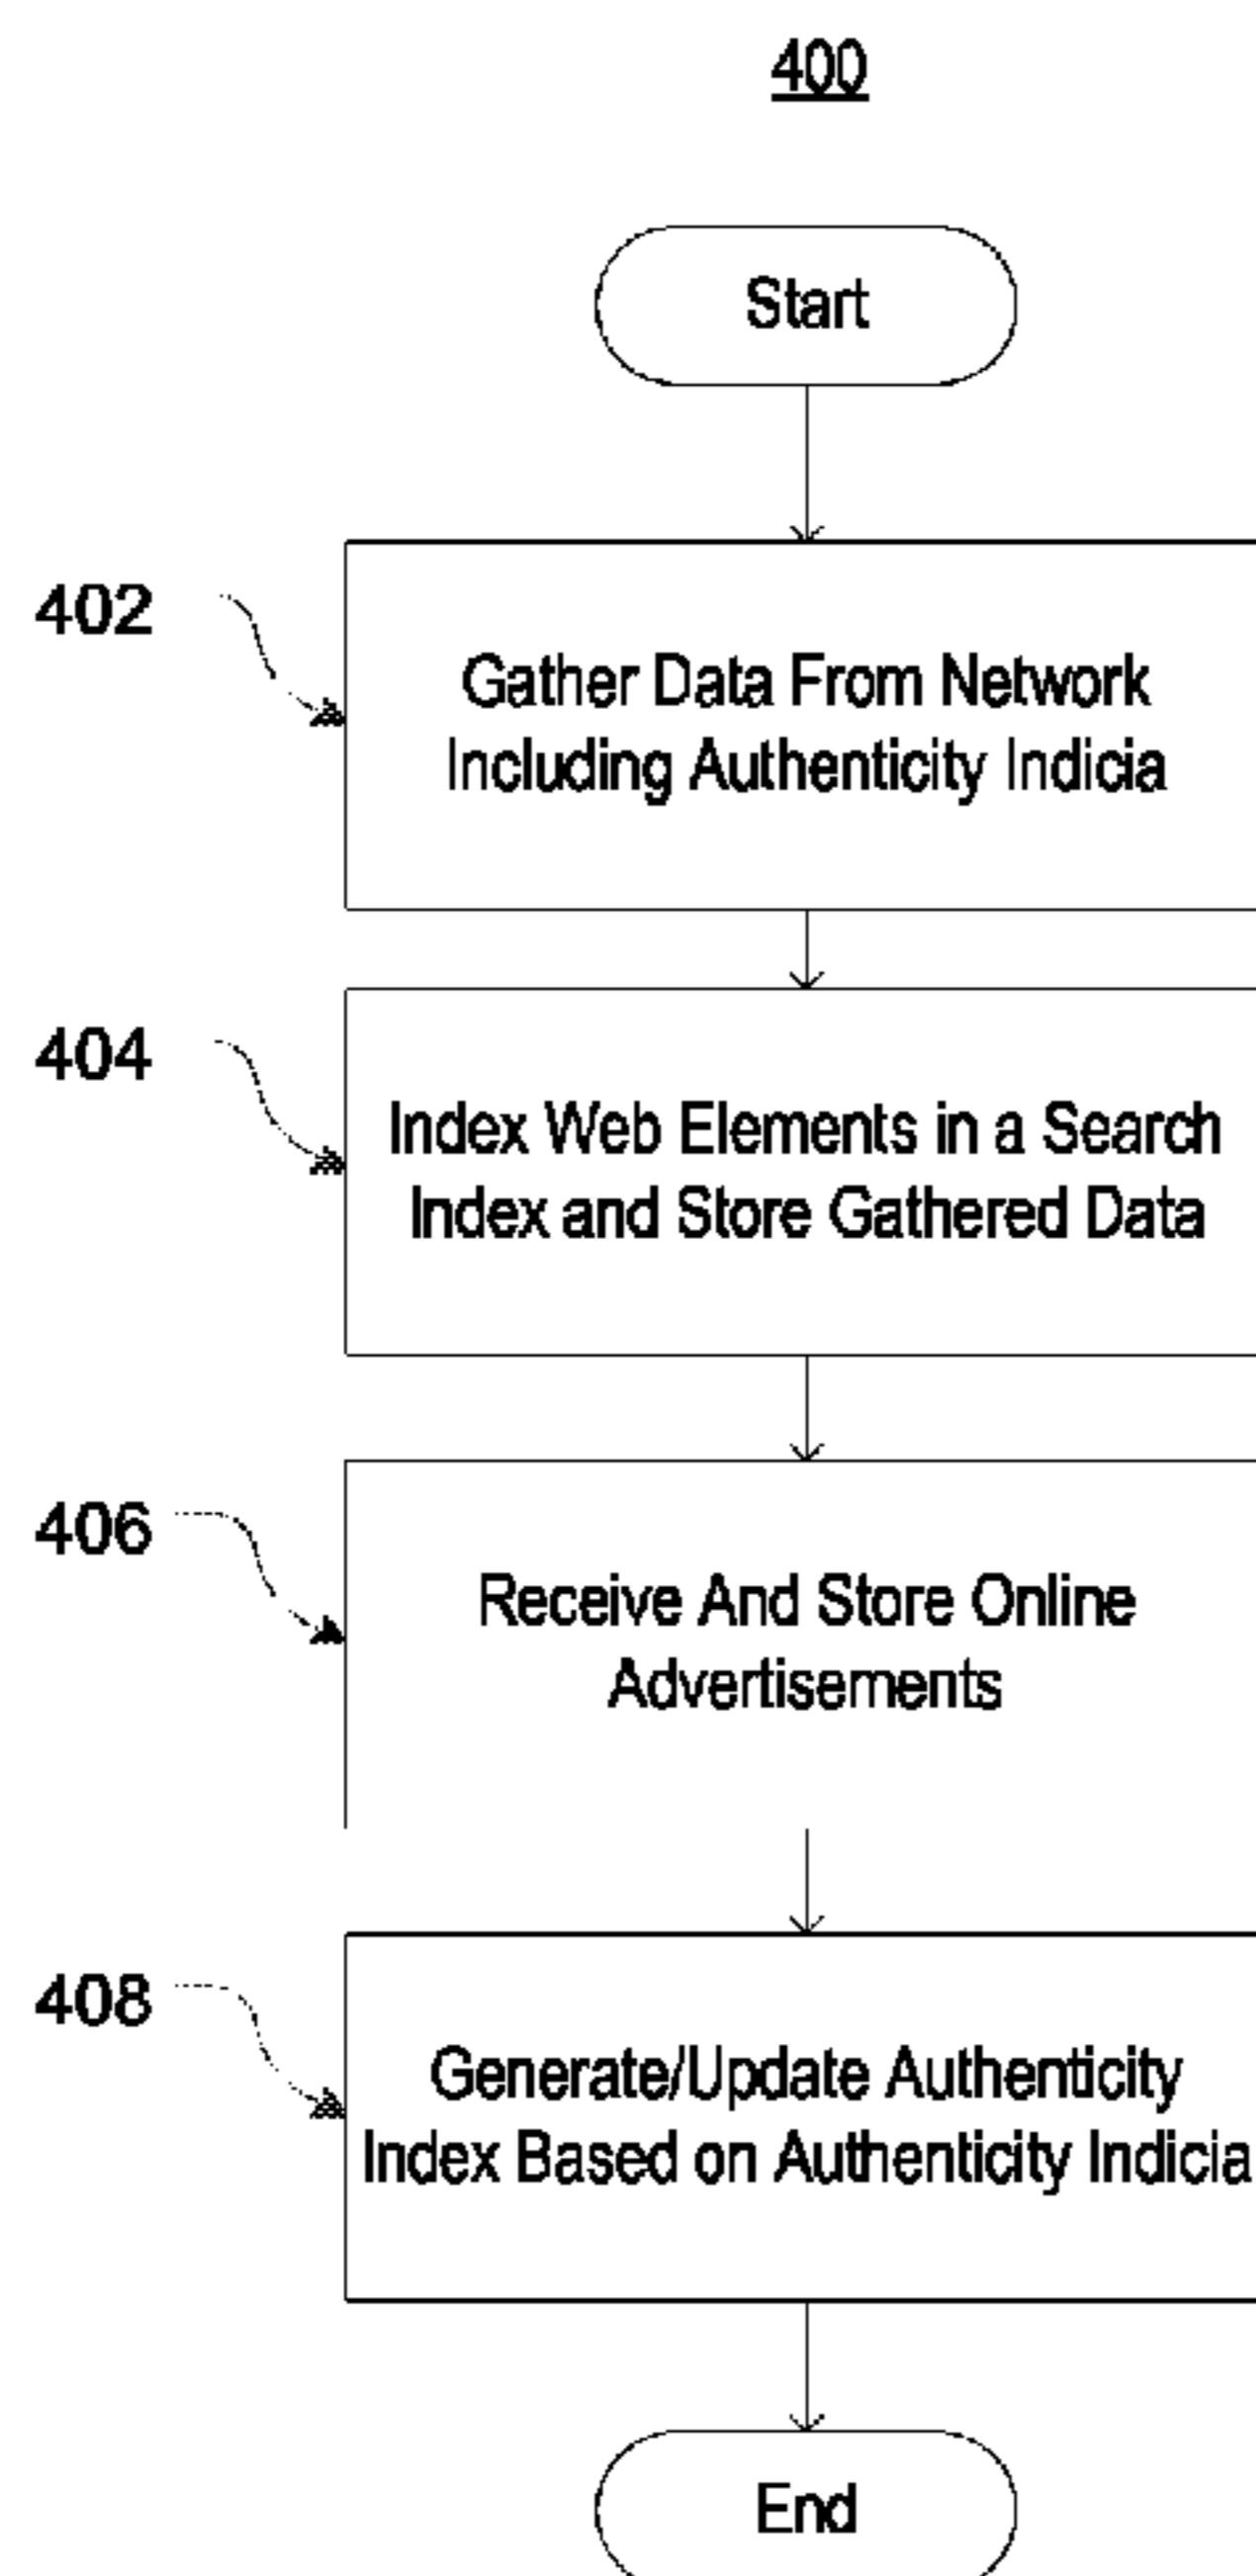 400
Start
402
Gather Data From Network
Including Authenticity Indicia
404
Index Web Elements in a Search
Index and Store Gathered Data
406
Receive And Store Online
Advertisements
408
Generate/Update Authenticity
Index Based on Authenticity Indicia
End